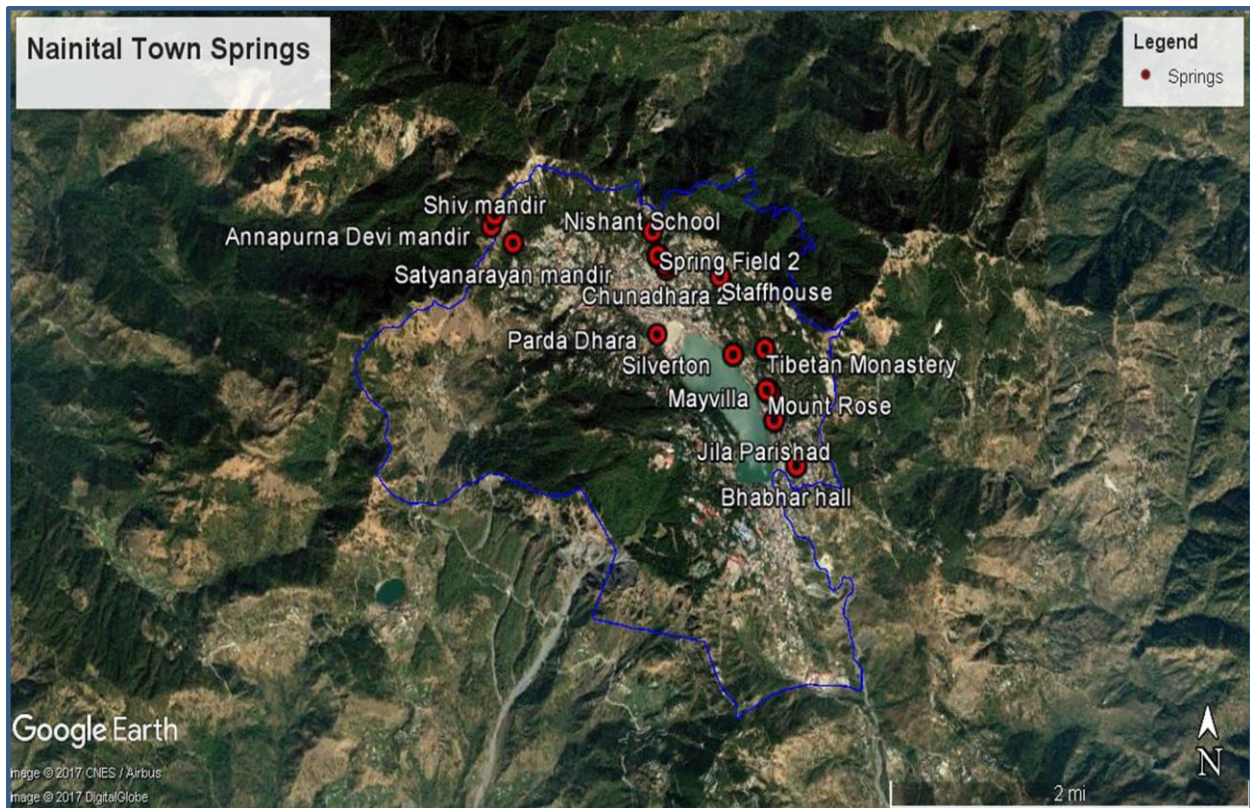 Nainital Town Springs
Legend
Springs
Shiv mandir
Nishant School
Annapurna Devi mandir
Spring Field 2
Satyanarayan mandir
Chunadhara 2
Staffhouse
Parda Dhara
Silverton
Tibetan Monastery
Mayvilla
Mount Rose
Jila Parishad
Bhabhar hall
Google Earth
N
mage © 2017 CNES / Airbus
mage © 2017 DigitalGlobe
2 mi